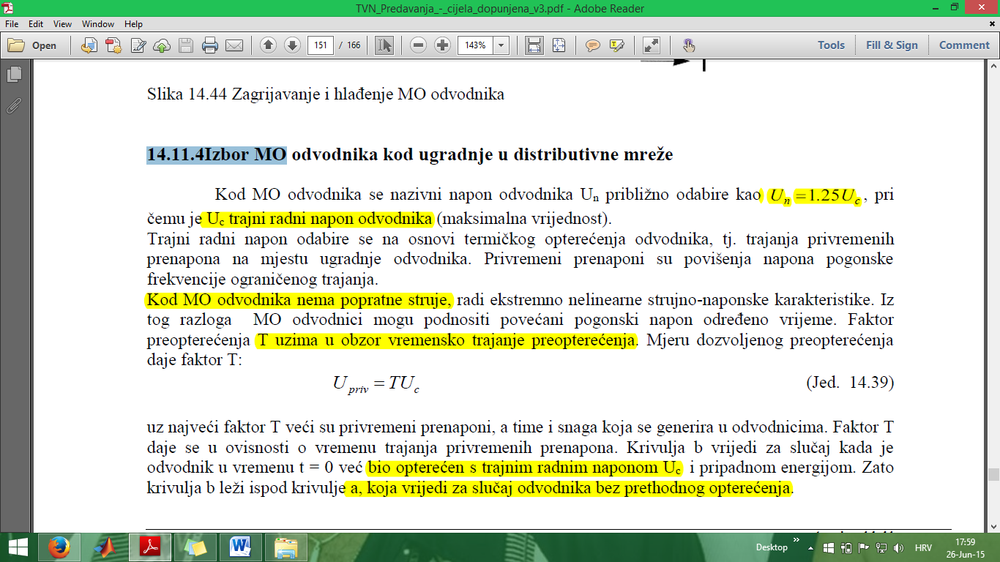 TVN_Predavanja_-_cijela_dopunjena_v3.pdf - Adobe Reader
File Edit View Window Help
Open 151 / 166 143% Tools Fill & Sign Comment
Slika 14.44 Zagrijavanje i hlađenje MO odvodnika
14.11.4Izbor MO odvodnika kod ugradnje u distributivne mreže
Kod MO odvodnika se nazivni napon odvodnika Un približno odabire kao Un = 1.25Uc, pri
čemu je Uc trajni radni napon odvodnika (maksimalna vrijednost).
Trajni radni napon odabire se na osnovi termičkog opterećenja odvodnika, tj. trajanja privremenih
prenapona na mjestu ugradnje odvodnika. Privremeni prenaponi su povišenja napona pogonske
frekvencije ograničenog trajanja.
Kod MO odvodnika nema popratne struje, radi ekstremno nelinearne strujno-naponske karakteristike. Iz
tog razloga MO odvodnici mogu podnositi povećani pogonski napon određeno vrijeme. Faktor
preopterećenja T uzima u obzor vremensko trajanje preopterećenja. Mjeru dozvoljenog preopterećenja
daje faktor T:
Upriv = TUc (Jed. 14.39)
uz najveći faktor T veći su privremeni prenaponi, a time i snaga koja se generira u odvodnicima. Faktor T
daje se u ovisnosti o vremenu trajanja privremenih prenapona. Krivulja b vrijedi za slučaj kada je
odvodnik u vremenu t = 0 već bio opterećen s trajnim radnim naponom Uc i pripadnom energijom. Zato
krivulja b leži ispod krivulje a, koja vrijedi za slučaj odvodnika bez prethodnog opterećenja.
Desktop HRV 17:59
26-Jun-15